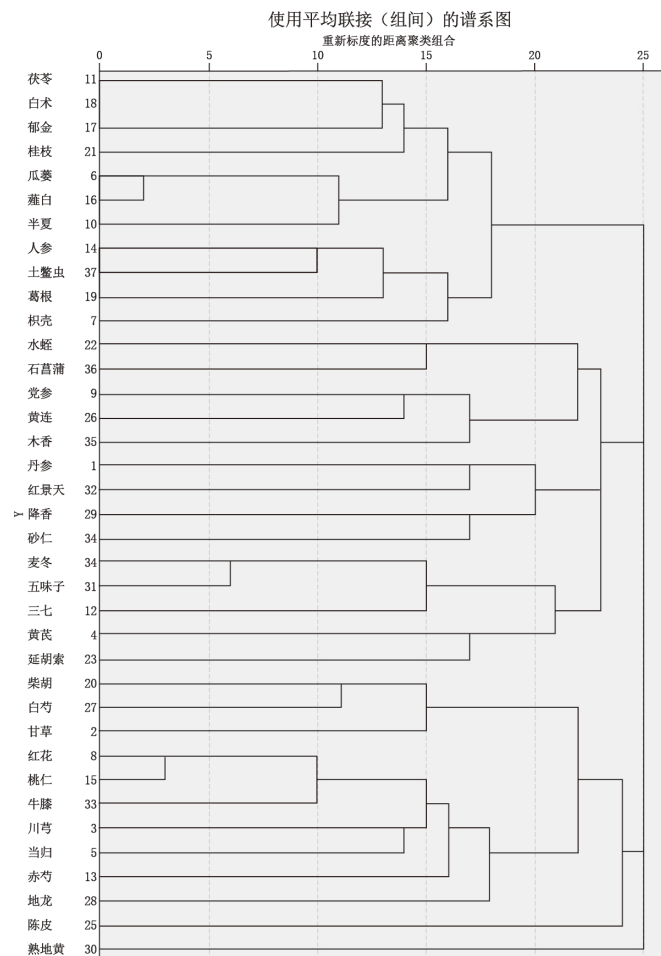 使用平均联接（组间）的谱系图
重新标度的距离聚类组合
0 5 10 15 20 25
茯苓 11
白术 18
郁金 17
桂枝 21
瓜蒌 6
薤白 16
半夏 10
人参 14
土鳖虫 37
葛根 19
枳壳 7
水蛭 22
石菖蒲 36
党参 9
黄连 26
木香 35
丹参 1
红景天 32
Y
降香 29
砂仁 34
麦冬 34
五味子 31
三七 12
黄芪 4
延胡索 23
柴胡 20
白芍 27
甘草 2
红花 8
桃仁 15
牛膝 33
川芎 3
当归 5
赤芍 13
地龙 28
陈皮 25
熟地黄 30